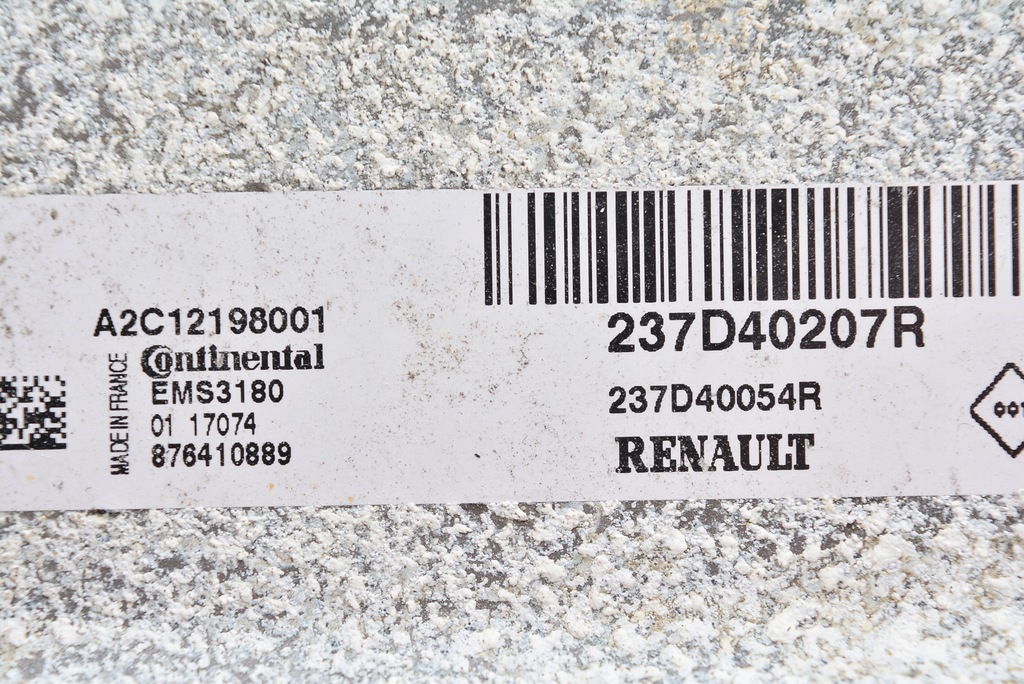 A2C12198001
Continental
MADE IN FRANCE
EMS3180
01 17074
876410889
237D40207R
237D40054R
RENAULT